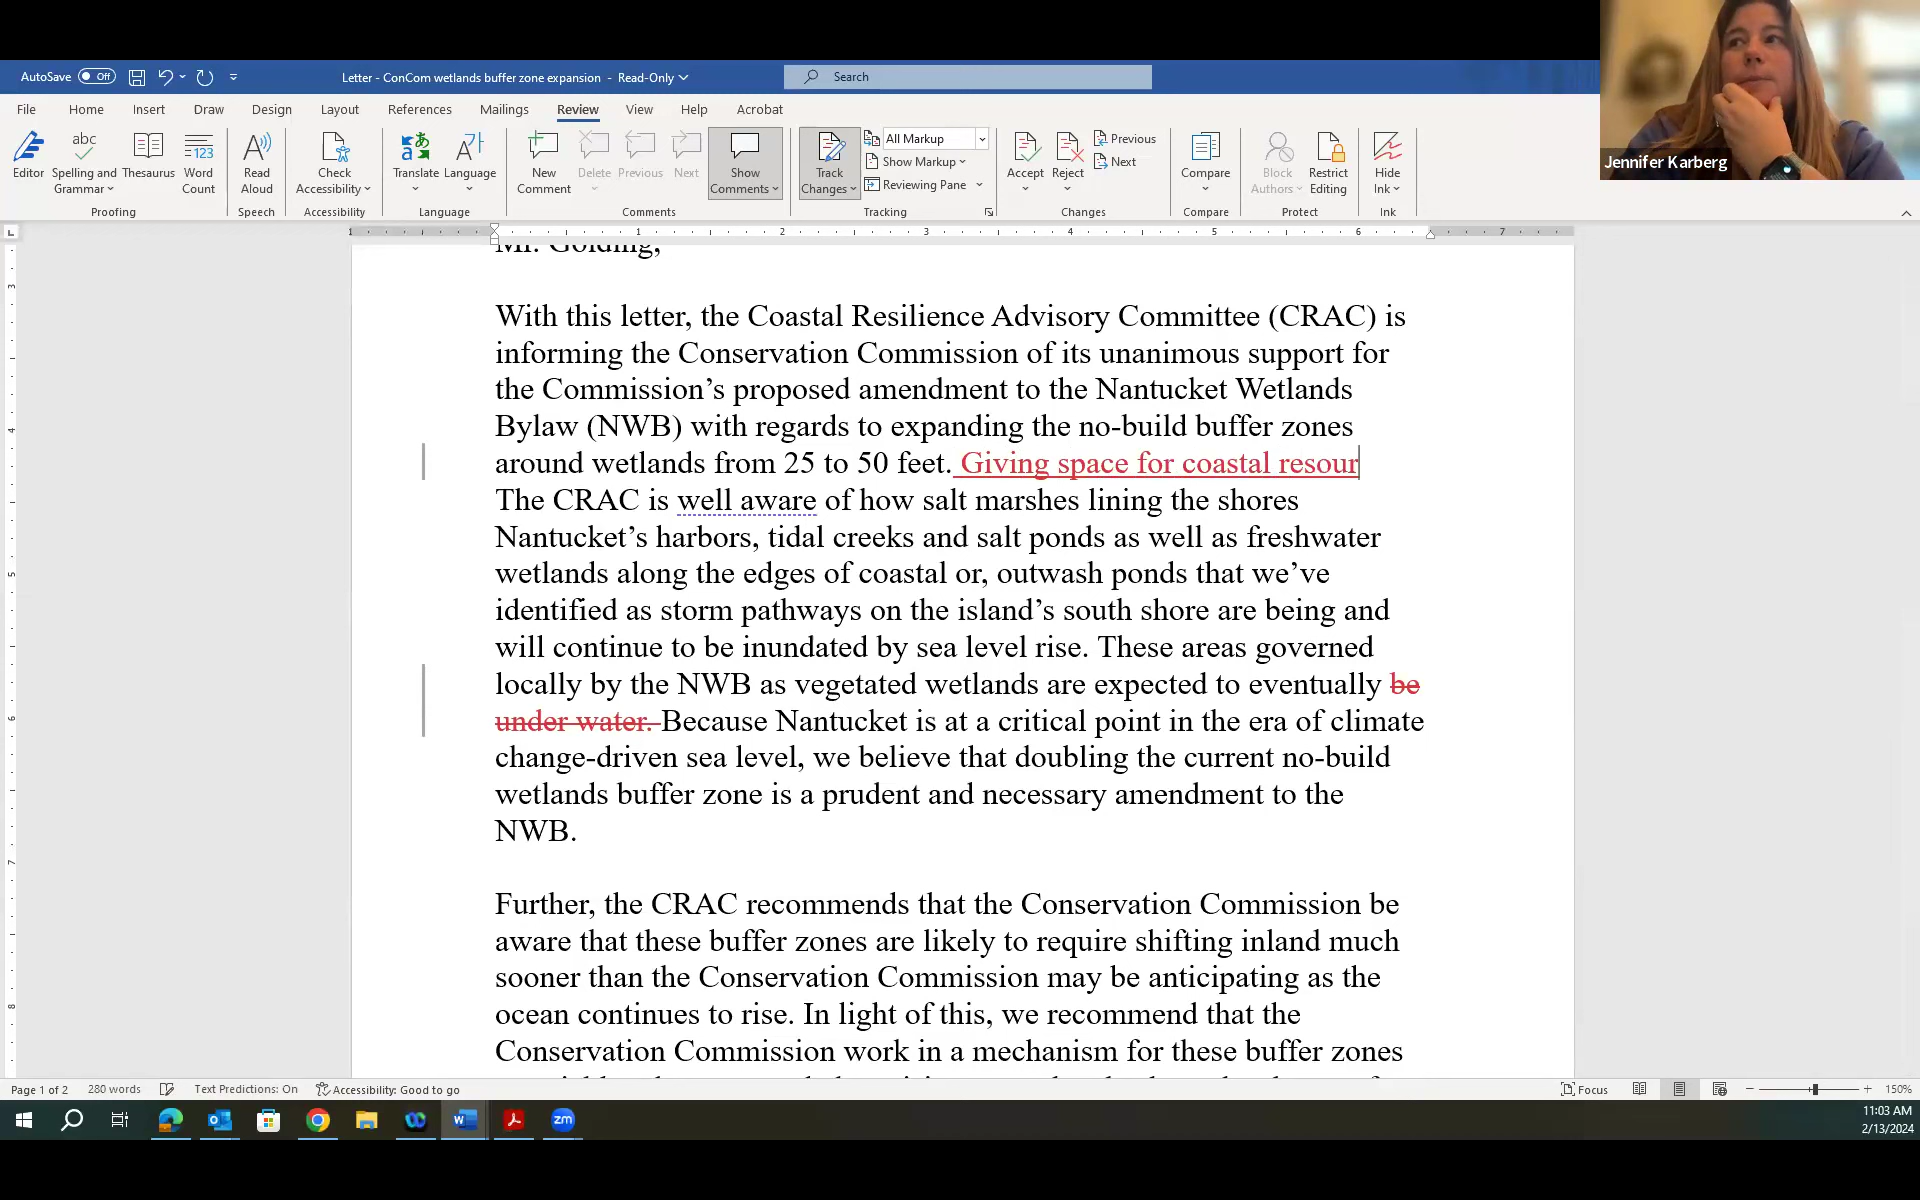 AutoSave Off
Letter - ConCom wetlands buffer zone expansion - Read-Only
Search
File Home Insert Draw Design Layout References Mailings Review View Help Acrobat
Editor
Spelling and Grammar
Thesaurus
Word Count
Read Aloud
Check Accessibility
Translate
Language
New Comment
Delete
Previous
Next
Show Comments
Track Changes
All Markup
Show Markup
Reviewing Pane
Accept
Reject
Previous
Next
Compare
Block Authors
Restrict Editing
Hide Ink
Proofing Speech Accessibility Language Comments Tracking Changes Compare Protect Ink
Jennifer Karberg
1 1 2 3 4 5 6 7
Mr. Golding,
With this letter, the Coastal Resilience Advisory Committee (CRAC) is
informing the Conservation Commission of its unanimous support for
the Commission’s proposed amendment to the Nantucket Wetlands
Bylaw (NWB) with regards to expanding the no-build buffer zones
around wetlands from 25 to 50 feet. Giving space for coastal resour
The CRAC is well aware of how salt marshes lining the shores
Nantucket’s harbors, tidal creeks and salt ponds as well as freshwater
wetlands along the edges of coastal or, outwash ponds that we’ve
identified as storm pathways on the island’s south shore are being and
will continue to be inundated by sea level rise. These areas governed
locally by the NWB as vegetated wetlands are expected to eventually be
under water. Because Nantucket is at a critical point in the era of climate
change-driven sea level, we believe that doubling the current no-build
wetlands buffer zone is a prudent and necessary amendment to the
NWB.
Further, the CRAC recommends that the Conservation Commission be
aware that these buffer zones are likely to require shifting inland much
sooner than the Conservation Commission may be anticipating as the
ocean continues to rise. In light of this, we recommend that the
Conservation Commission work in a mechanism for these buffer zones
3
4
5
6
7
8
Page 1 of 2 280 words Text Predictions: On Accessibility: Good to go Focus 150%
11:03 AM
2/13/2024